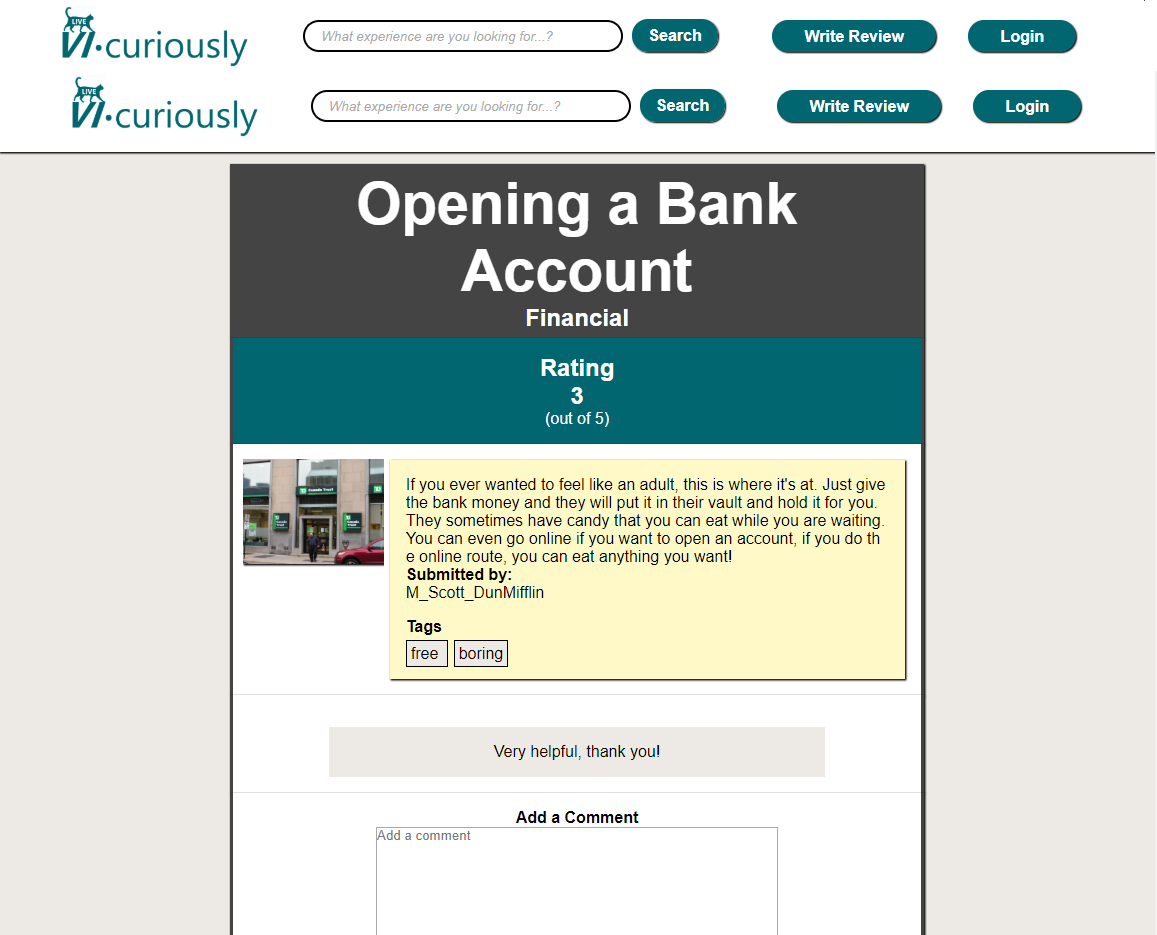 LIVE
Vi·curiously
What experience are you looking for...?
Search
Write Review
Login
LIVE
Vi·curiously
What experience are you looking for...?
Search
Write Review
Login
Opening a Bank
Account
Financial
Rating
3
(out of 5)
If you ever wanted to feel like an adult, this is where it's at. Just give
the bank money and they will put it in their vault and hold it for you.
They sometimes have candy that you can eat while you are waiting.
You can even go online if you want to open an account, if you do th
e online route, you can eat anything you want!
Submitted by:
M_Scott_DunMifflin
Tags
free
boring
Very helpful, thank you!
Add a Comment
Add a comment